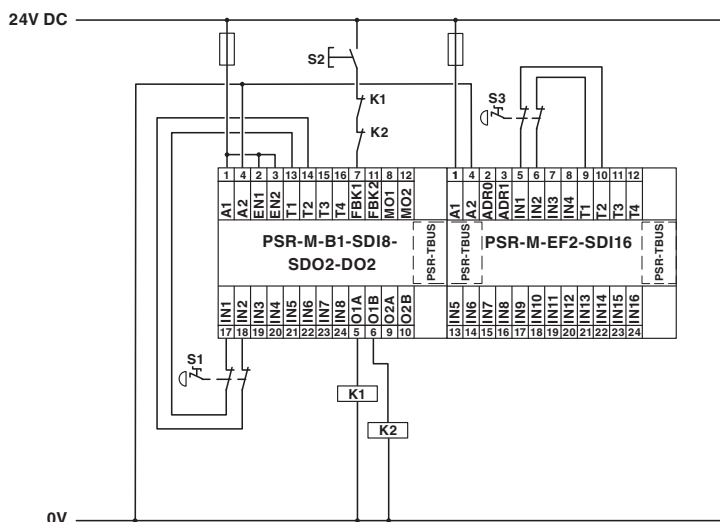 24V DC
S2
K1
K2
S3
1 4 2 3 13 14 15 16 7 11 8 12
A1 A2 EN1 EN2 T1 T2 T3 T4 FBK1 FBK2 MO1 MO2
1 4 2 3 5 6 7 8 9 10 11 12
A1 A2 ADR0 ADR1 IN1 IN2 IN3 IN4 T1 T2 T3 T4
PSR-M-B1-SDI8-
SDO2-DO2
PSR-TBUS
PSR-TBUS
PSR-M-EF2-SDI16
PSR-TBUS
IN1 IN2 IN3 IN4 IN5 IN6 IN7 IN8 O1A O1B O2A O2B
17 18 19 20 21 22 23 24 5 6 9 10
IN5 IN6 IN7 IN8 IN9 IN10 IN11 IN12 IN13 IN14 IN15 IN16
13 14 15 16 17 18 19 20 21 22 23 24
S1
K1
K2
0V